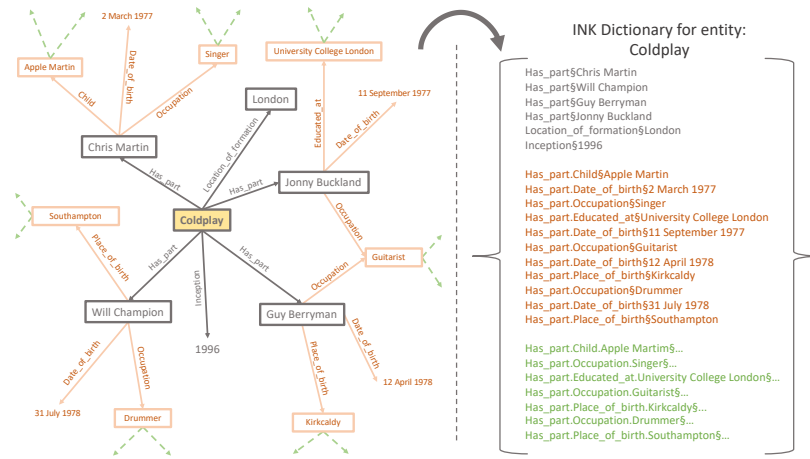 2 March 1977
Singer
University College London
Apple Martin
Date_of_birth
Child
Occupation
London
11 September 1977
Educated_at
Date_of_birth
Chris Martin
Location_of_formation
Has_part
Has_part
Jonny Buckland
Southampton
Coldplay
Occupation
Place_of_birth
Has_part
Has_part
Guitarist
Inception
Occupation
Will Champion
Guy Berryman
Date_of_birth
Occupation
1996
Place_of_birth
Date_of_birth
12 April 1978
31 July 1978
Drummer
Kirkcaldy
INK Dictionary for entity:
Coldplay
Has_part§Chris Martin
Has_part§Will Champion
Has_part§Guy Berryman
Has_part§Jonny Buckland
Location_of_formation§London
Inception§1996
Has_part.Child§Apple Martin
Has_part.Date_of_birth§2 March 1977
Has_part.Occupation§Singer
Has_part.Educated_at§University College London
Has_part.Date_of_birth§11 September 1977
Has_part.Occupation§Guitarist
Has_part.Date_of_birth§12 April 1978
Has_part.Place_of_birth§Kirkcaldy
Has_part.Occupation§Drummer
Has_part.Date_of_birth§31 July 1978
Has_part.Place_of_birth§Southampton
Has_part.Child.Apple Martim§...
Has_part.Occupation.Singer§...
Has_part.Educated_at.University College London§...
Has_part.Occupation.Guitarist§...
Has_part.Place_of_birth.Kirkcaldy§...
Has_part.Occupation.Drummer§...
Has_part.Place_of_birth.Southampton§...